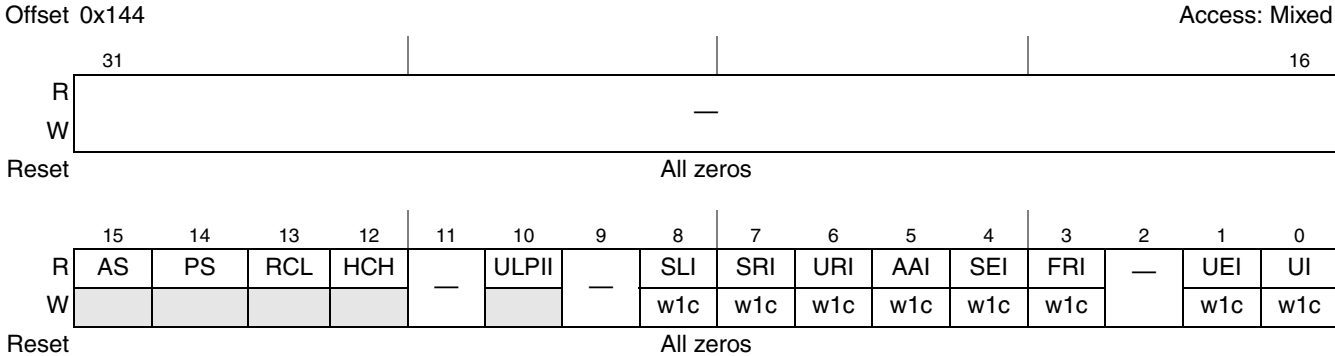 Offset 0x144 Access: Mixed
31 16
R
—
W
Reset All zeros
15 14 13 12 11 10 9 8 7 6 5 4 3 2 1 0
R AS PS RCL HCH — ULPII — SLI SRI URI AAI SEI FRI — UEI UI
W w1c w1c w1c w1c w1c w1c w1c w1c
Reset All zeros